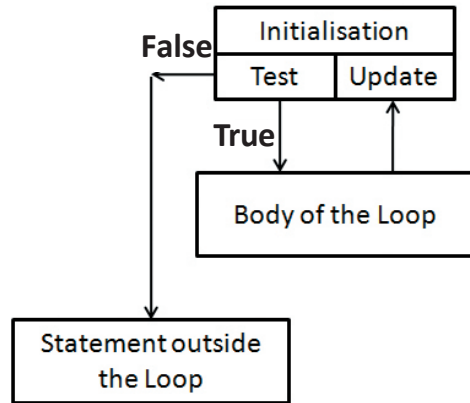 Initialisation
False
Test
Update
True
Body of the Loop
Statement outside
the Loop